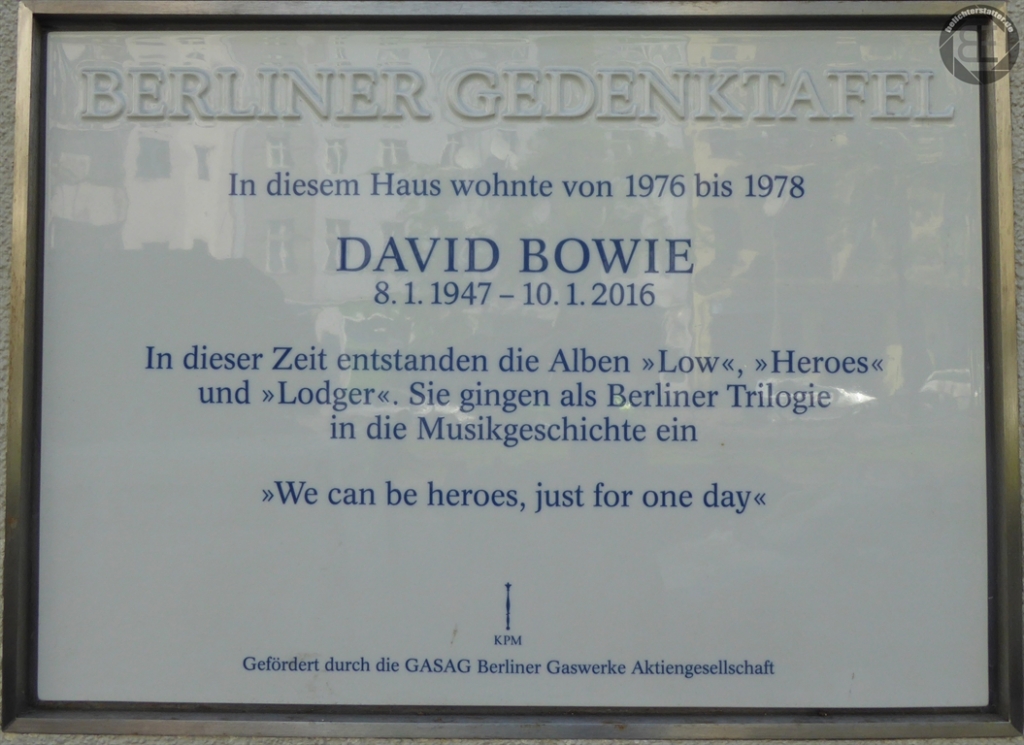 belichterstatter.de
BERLINER GEDENKTAFEL
In diesem Haus wohnte von 1976 bis 1978
DAVID BOWIE
8. 1. 1947 – 10. 1. 2016
In dieser Zeit entstanden die Alben »Low«, »Heroes«
und »Lodger«. Sie gingen als Berliner Trilogie
in die Musikgeschichte ein
»We can be heroes, just for one day«
KPM
Gefördert durch die GASAG Berliner Gaswerke Aktiengesellschaft